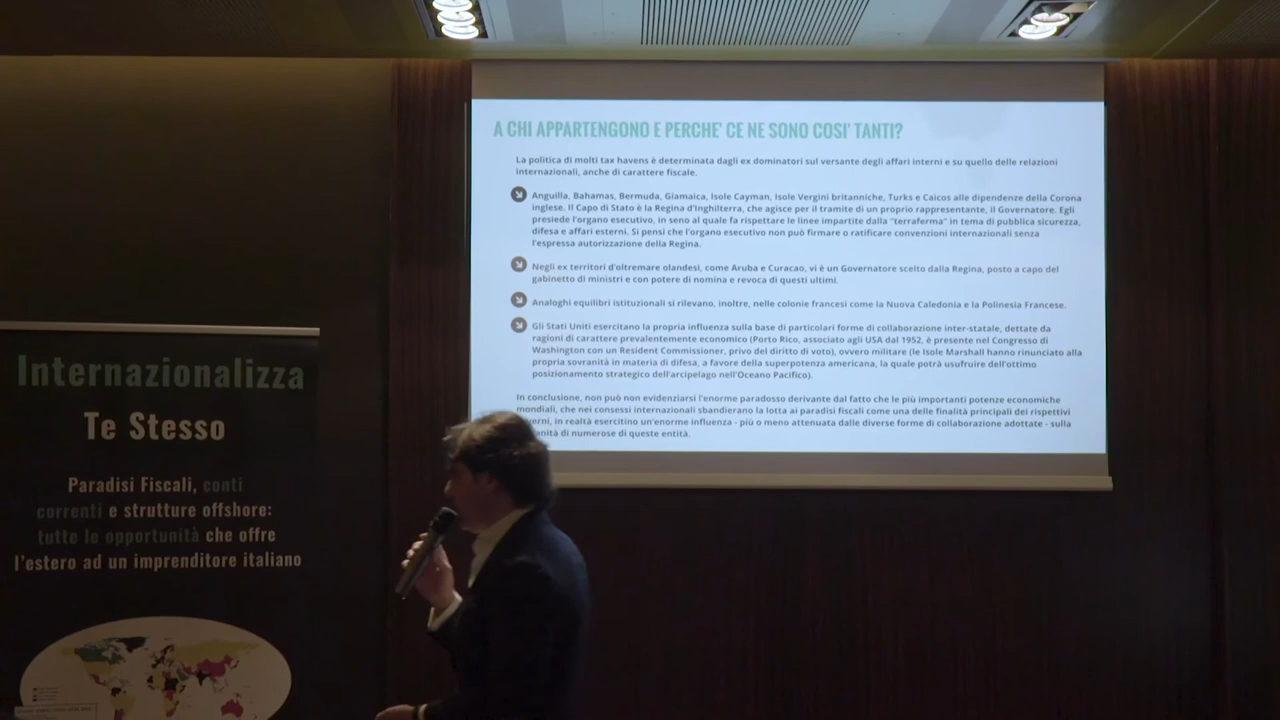 A CHI APPARTENGONO E PERCHE' CE NE SONO COSI' TANTI?
La politica di molti tax havens è determinata dagli ex dominatori sul versante degli affari interni e su quello delle relazioni
internazionali, anche di carattere fiscale.
Anguilla, Bahamas, Bermuda, Giamaica, Isole Cayman, Isole Vergini britanniche, Turks e Caicos alle dipendenze della Corona
inglese. Il Capo di Stato è la Regina d'Inghilterra, che agisce per il tramite di un proprio rappresentante, il Governatore. Egli
presiede l'organo esecutivo, in seno al quale fa rispettare le linee impartite dalla "terraferma" in tema di pubblica sicurezza,
difesa e affari esterni. Si pensi che l'organo esecutivo non può firmare o ratificare convenzioni internazionali senza
l'espressa autorizzazione della Regina.
Negli ex territori d'oltremare olandesi, come Aruba e Curacao, vi è un Governatore scelto dalla Regina, posto a capo del
gabinetto di ministri e con potere di nomina e revoca di questi ultimi.
Analoghi equilibri istituzionali si rilevano, inoltre, nelle colonie francesi come la Nuova Caledonia e la Polinesia Francese.
Gli Stati Uniti esercitano la propria influenza sulla base di particolari forme di collaborazione inter-statale, dettate da
ragioni di carattere prevalentemente economico (Porto Rico, associato agli USA dal 1952, è presente nel Congresso di
Washington con un Resident Commissioner, privo del diritto di voto), ovvero militare (le Isole Marshall hanno rinunciato alla
propria sovranità in materia di difesa, a favore della superpotenza americana, la quale potrà usufruire dell'ottimo
posizionamento strategico dell'arcipelago nell'Oceano Pacifico).
In conclusione, non può non evidenziarsi l'enorme paradosso derivante dal fatto che le più importanti potenze economiche
mondiali, che nei consessi internazionali sbandierano la lotta ai paradisi fiscali come una delle finalità principali dei rispettivi
erni, in realtà esercitino un'enorme influenza - più o meno attenuata dalle diverse forme di collaborazione adottate - sulla
anità di numerose di queste entità.
Internazionalizza
Te Stesso
Paradisi Fiscali, conti
correnti e strutture offshore:
tutte le opportunità che offre
l'estero ad un imprenditore italiano